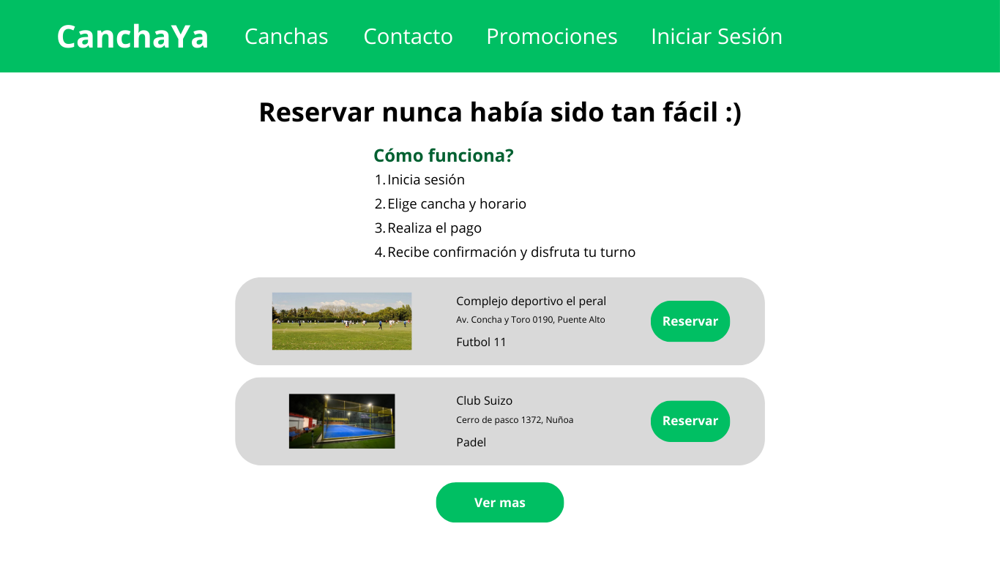 CanchaYa Canchas Contacto Promociones Iniciar Sesión
Reservar nunca había sido tan fácil :)
Cómo funciona?
1. Inicia sesión
2. Elige cancha y horario
3. Realiza el pago
4. Recibe confirmación y disfruta tu turno
Complejo deportivo el peral
Av. Concha y Toro 0190, Puente Alto
Futbol 11
Reservar
Club Suizo
Cerro de pasco 1372, Nuñoa
Padel
Reservar
Ver mas